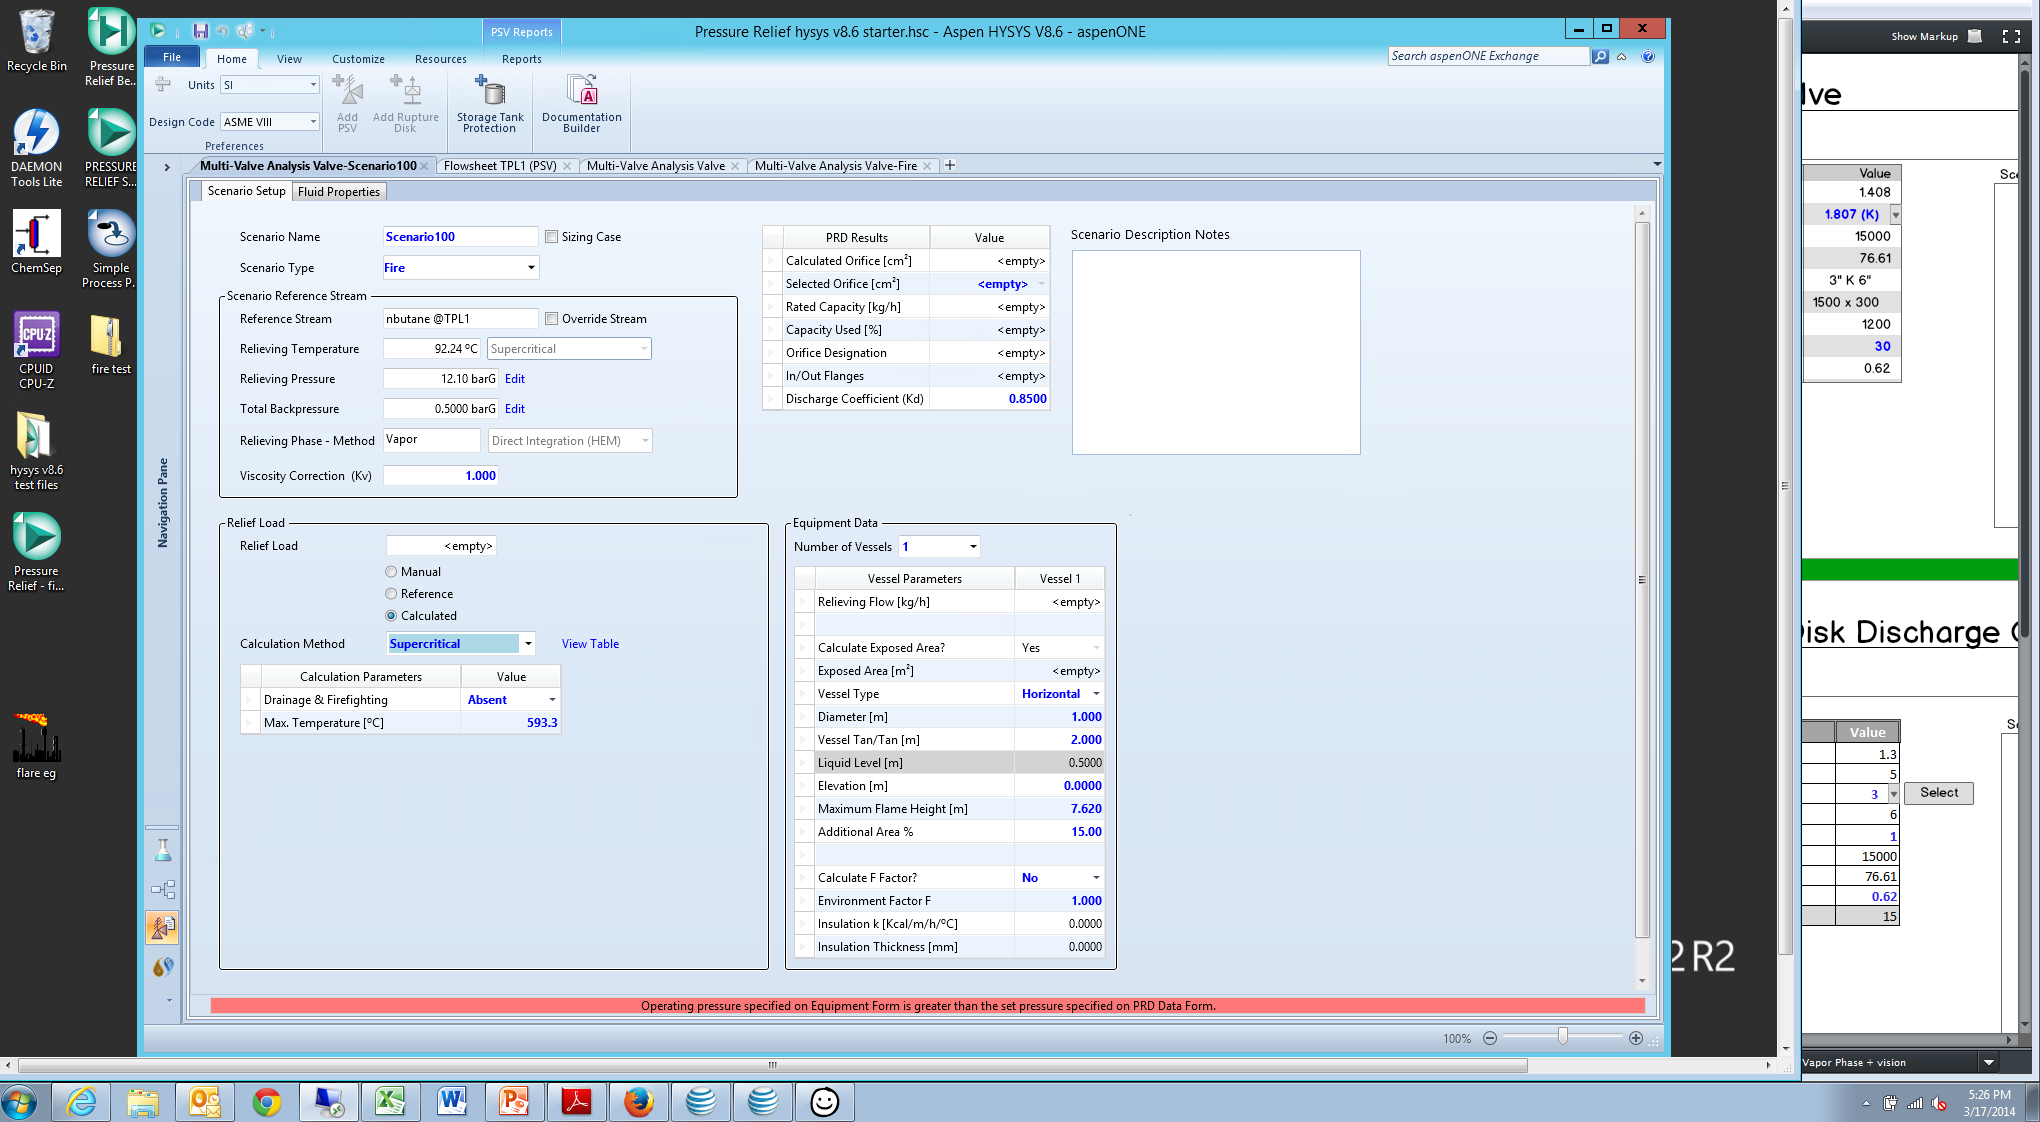 Recycle Bin
Pressure
Relief Be...
DAEMON
Tools Lite
PRESSURE
RELIEF S...
ChemSep
Simple
Process P...
CPUID
CPU-Z
fire test
hysys v8.6
test files
Pressure
Relief - fi...
flare eg
PSV Reports
Pressure Relief hysys v8.6 starter.hsc - Aspen HYSYS V8.6 - aspenONE
File Home View Customize Resources Reports
Search aspenONE Exchange
Units SI
Design Code ASME VIII
Preferences
Add
PSV
Add Rupture
Disk
Storage Tank
Protection
Documentation
Builder
Multi-Valve Analysis Valve-Scenario100 Flowsheet TPL1 (PSV) Multi-Valve Analysis Valve Multi-Valve Analysis Valve-Fire
Navigation Pane
Scenario Setup Fluid Properties
Scenario Name Scenario100 Sizing Case
Scenario Type Fire
Scenario Reference Stream
Reference Stream nbutane @TPL1 Override Stream
Relieving Temperature 92.24 ºC Supercritical
Relieving Pressure 12.10 barG Edit
Total Backpressure 0.5000 barG Edit
Relieving Phase - Method Vapor Direct Integration (HEM)
Viscosity Correction (Kv) 1.000
PRD Results Value
Calculated Orifice [cm²] <empty>
Selected Orifice [cm²] <empty>
Rated Capacity [kg/h] <empty>
Capacity Used [%] <empty>
Orifice Designation <empty>
In/Out Flanges <empty>
Discharge Coefficient (Kd) 0.8500
Scenario Description Notes
Relief Load
Relief Load <empty>
Manual
Reference
Calculated
Calculation Method Supercritical View Table
Calculation Parameters Value
Drainage & Firefighting Absent
Max. Temperature [ºC] 593.3
Equipment Data
Number of Vessels 1
Vessel Parameters Vessel 1
Relieving Flow [kg/h] <empty>
Calculate Exposed Area? Yes
Exposed Area [m²] <empty>
Vessel Type Horizontal
Diameter [m] 1.000
Vessel Tan/Tan [m] 2.000
Liquid Level [m] 0.5000
Elevation [m] 0.0000
Maximum Flame Height [m] 7.620
Additional Area % 15.00
Calculate F Factor? No
Environment Factor F 1.000
Insulation k [Kcal/m/h/ºC] 0.0000
Insulation Thickness [mm] 0.0000
Operating pressure specified on Equipment Form is greater than the set pressure specified on PRD Data Form.
100%
2 R2
Show Markup
lve
Value
1.408
1.807 (K)
15000
76.61
3" K 6"
1500 x 300
1200
30
0.62
Sce
isk Discharge
Value
1.3
5
3
Select
6
1
15000
76.61
0.62
15
Vapor Phase + vision
5:26 PM
3/17/2014